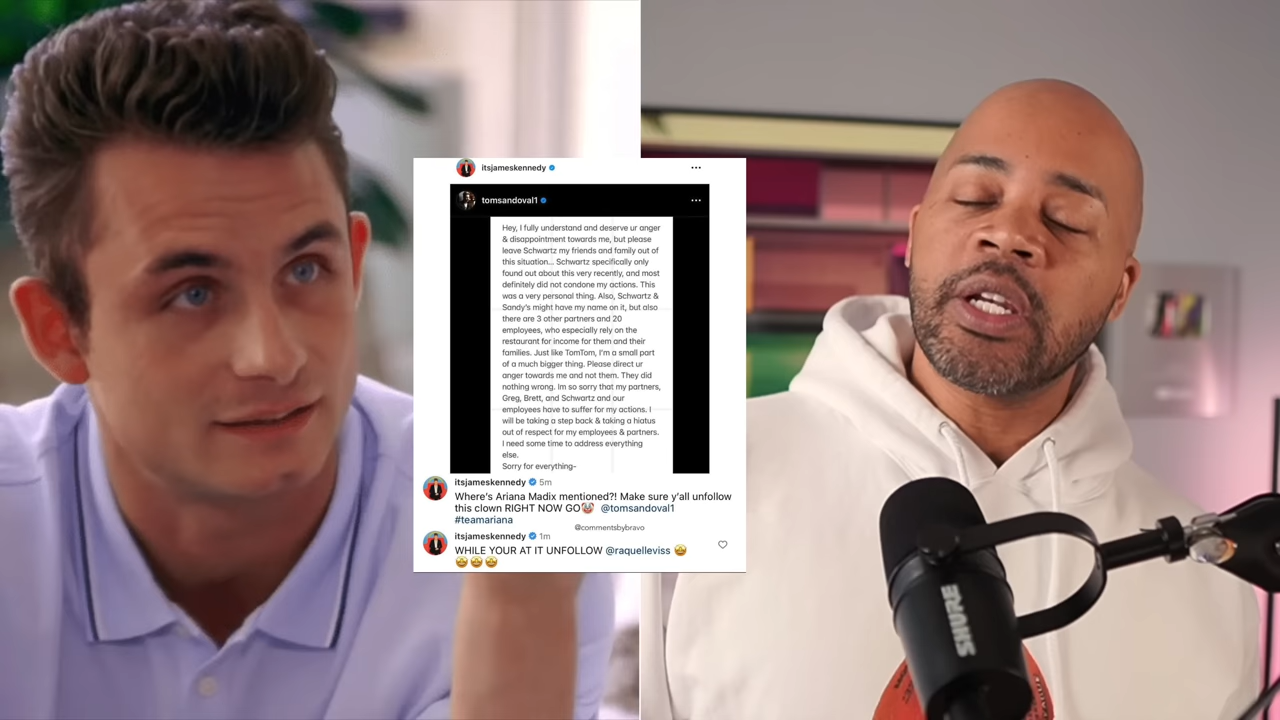 itsjameskennedy
tomsandoval1
Hey, I fully understand and deserve ur anger
& disappointment towards me, but please
leave Schwartz my friends and family out of
this situation... Schwartz specifically only
found out about this very recently, and most
definitely did not condone my actions. This
was a very personal thing. Also, Schwartz &
Sandy's might have my name on it, but also
there are 3 other partners and 20
employees, who especially rely on the
restaurant for income for them and their
families. Just like TomTom, I'm a small part
of a much bigger thing. Please direct ur
anger towards me and not them. They did
nothing wrong. Im so sorry that my partners,
Greg, Brett, and Schwartz and our
employees have to suffer for my actions. I
will be taking a step back & taking a hiatus
out of respect for my employees & partners.
I need some time to address everything
else.
Sorry for everything-
itsjameskennedy 5m
Where's Ariana Madix mentioned?! Make sure y'all unfollow
this clown RIGHT NOW GO🤡 @tomsandoval1
#teamariana
@commentsbybravo
itsjameskennedy 1m
WHILE YOUR AT IT UNFOLLOW @raquelleviss 🤩
🤩🤩🤩
SHURE